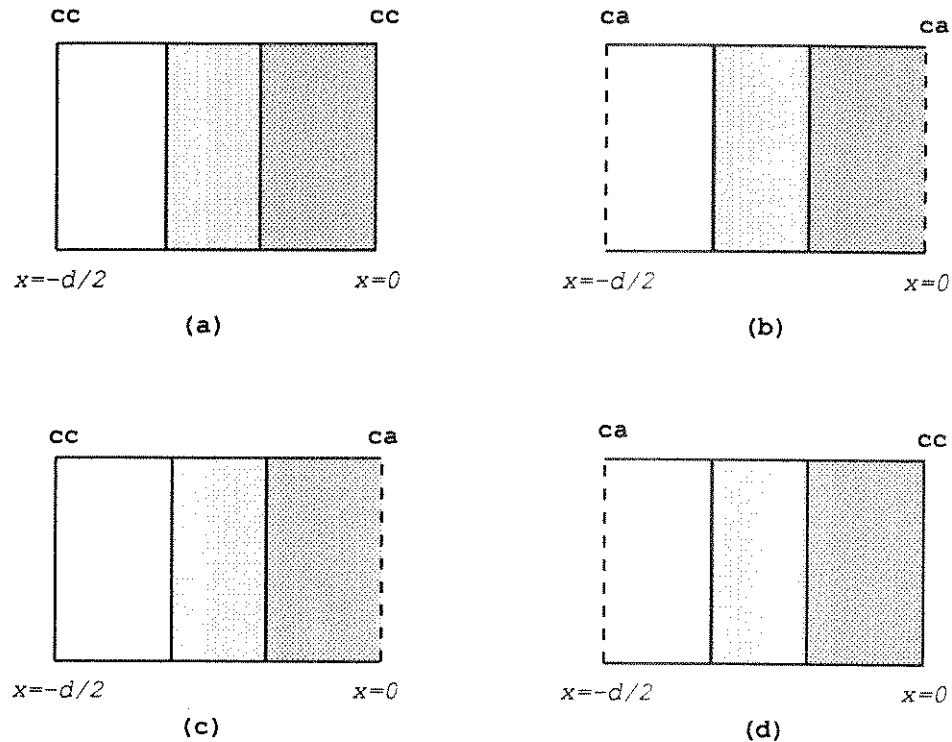 cc cc
ca ca
x=-d/2 x=0
x=-d/2 x=0
(a)
(b)
cc ca
ca cc
x=-d/2 x=0
x=-d/2 x=0
(c)
(d)